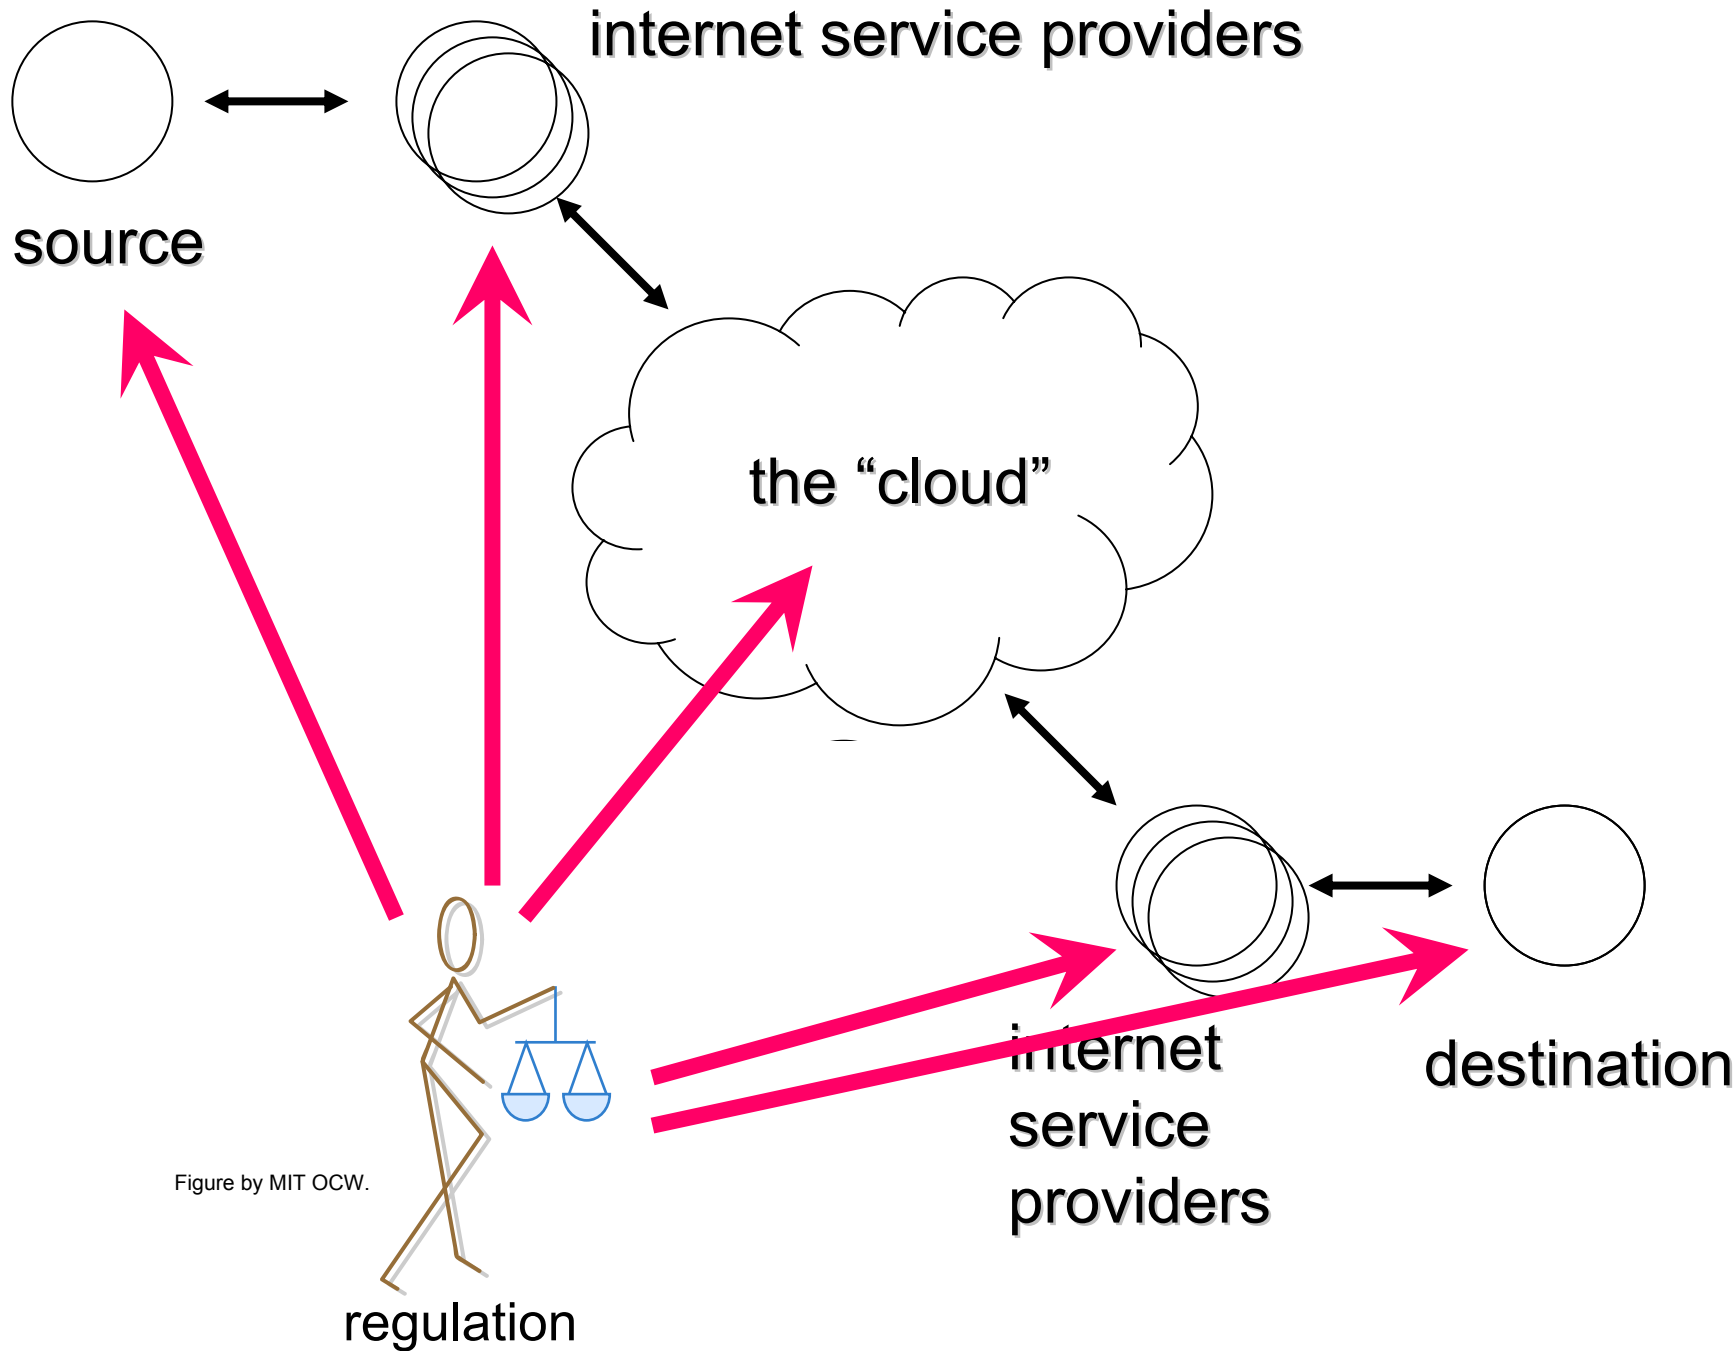 internet service providers
source
the “cloud”
internet
service
providers
destination
Figure by MIT OCW.
regulation